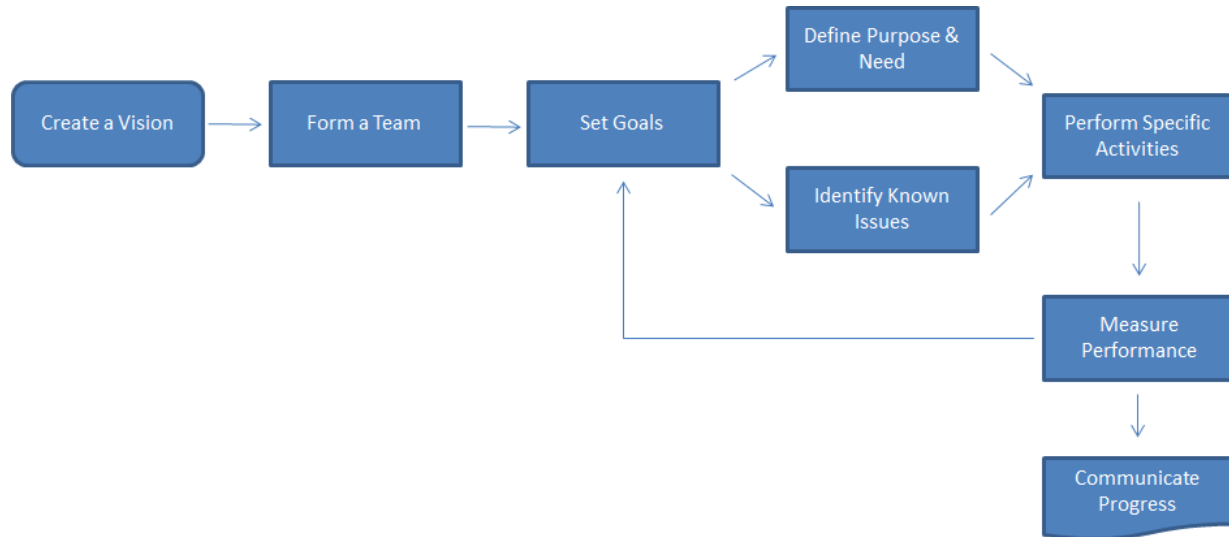 Create a Vision
Form a Team
Set Goals
Define Purpose &
Need
Identify Known
Issues
Perform Specific
Activities
Measure
Performance
Communicate
Progress